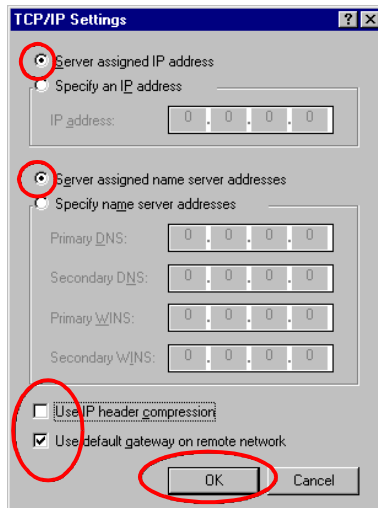 TCP/IP Settings
Server assigned IP address
Specify an IP address
IP address: 0 . 0 . 0 . 0
Server assigned name server addresses
Specify name server addresses
Primary DNS: 0 . 0 . 0 . 0
Secondary DNS: 0 . 0 . 0 . 0
Primary WINS: 0 . 0 . 0 . 0
Secondary WINS: 0 . 0 . 0 . 0
Use IP header compression
Use default gateway on remote network
OK Cancel